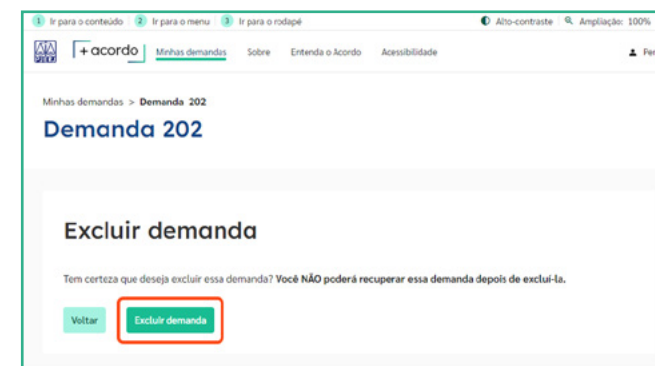 1 Ir para o conteúdo 2 Ir para o menu 3 Ir para o rodapé Alto-contraste Ampliação: 100%
+ acordo Minhas demandas Sobre Entenda o Acordo Acessibilidade
Minhas demandas > Demanda 202
Demanda 202
Excluir demanda
Tem certeza que deseja excluir essa demanda? Você NÃO poderá recuperar essa demanda depois de excluí-la.
Voltar Excluir demanda